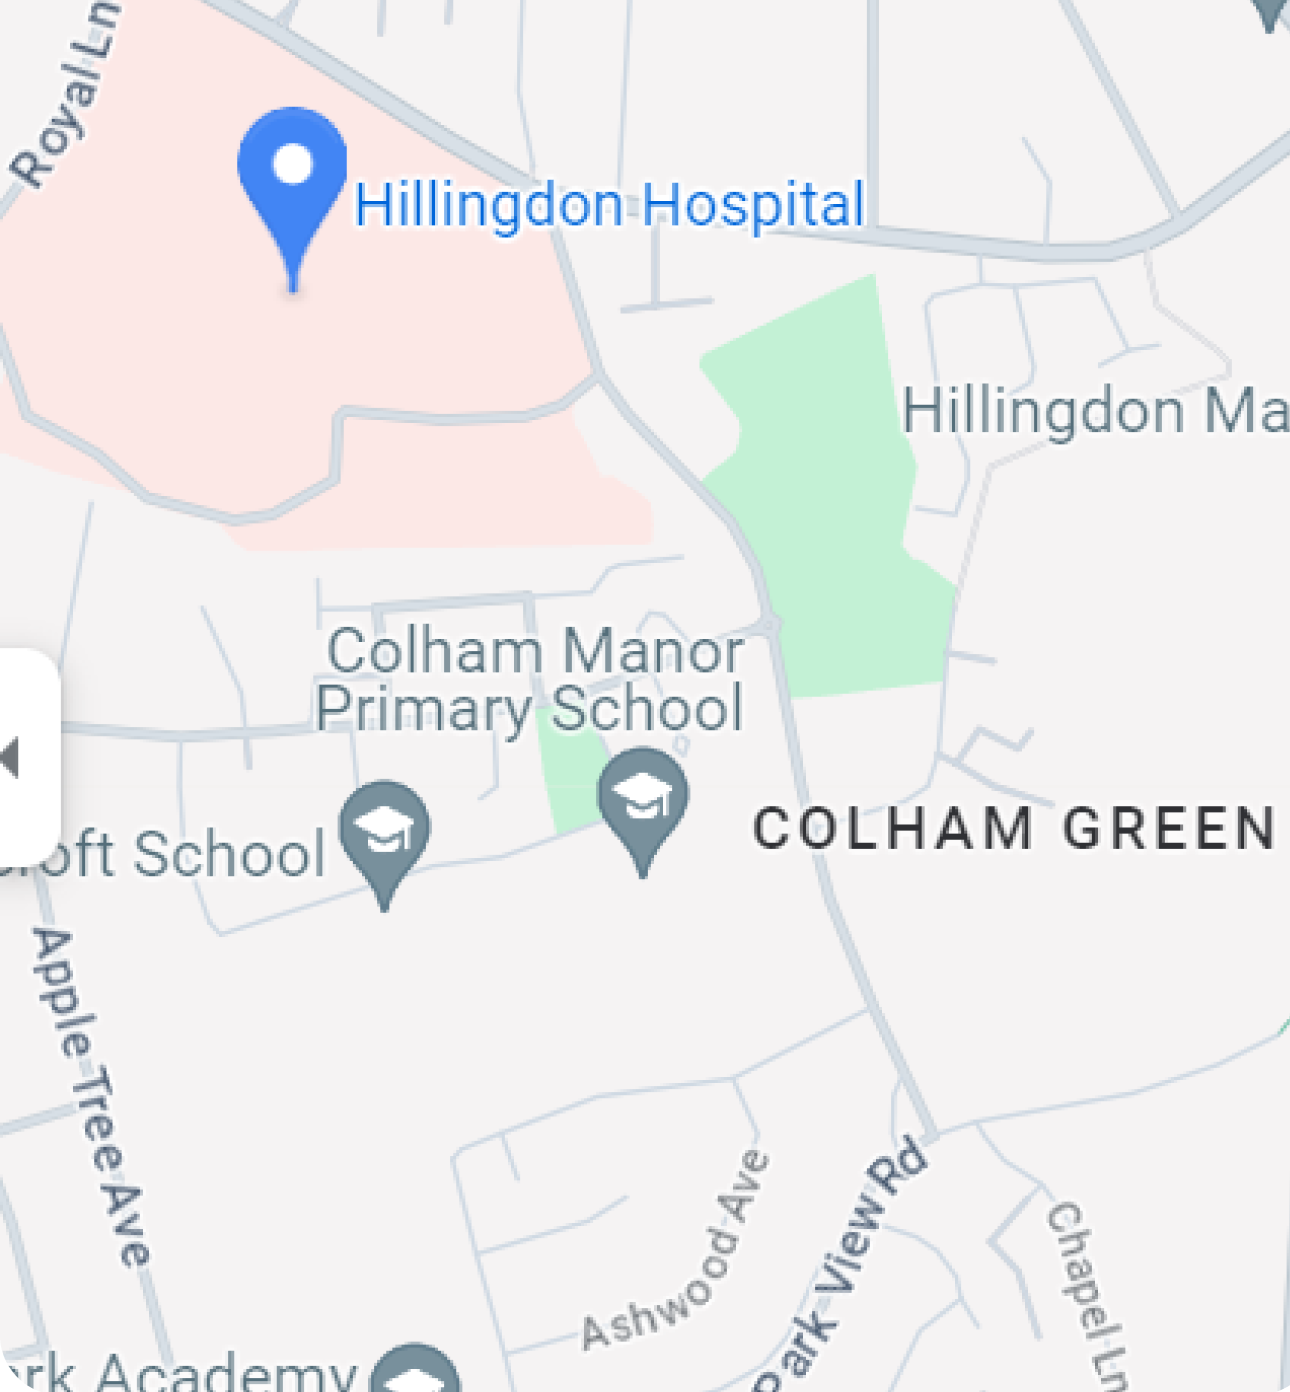 Royal Ln
Hillingdon Hospital
Hillingdon Ma
Colham Manor
Primary School
COLHAM GREEN
oft School
Apple Tree Ave
Ashwood Ave
Park View Rd
Chapel Ln
rk Academy